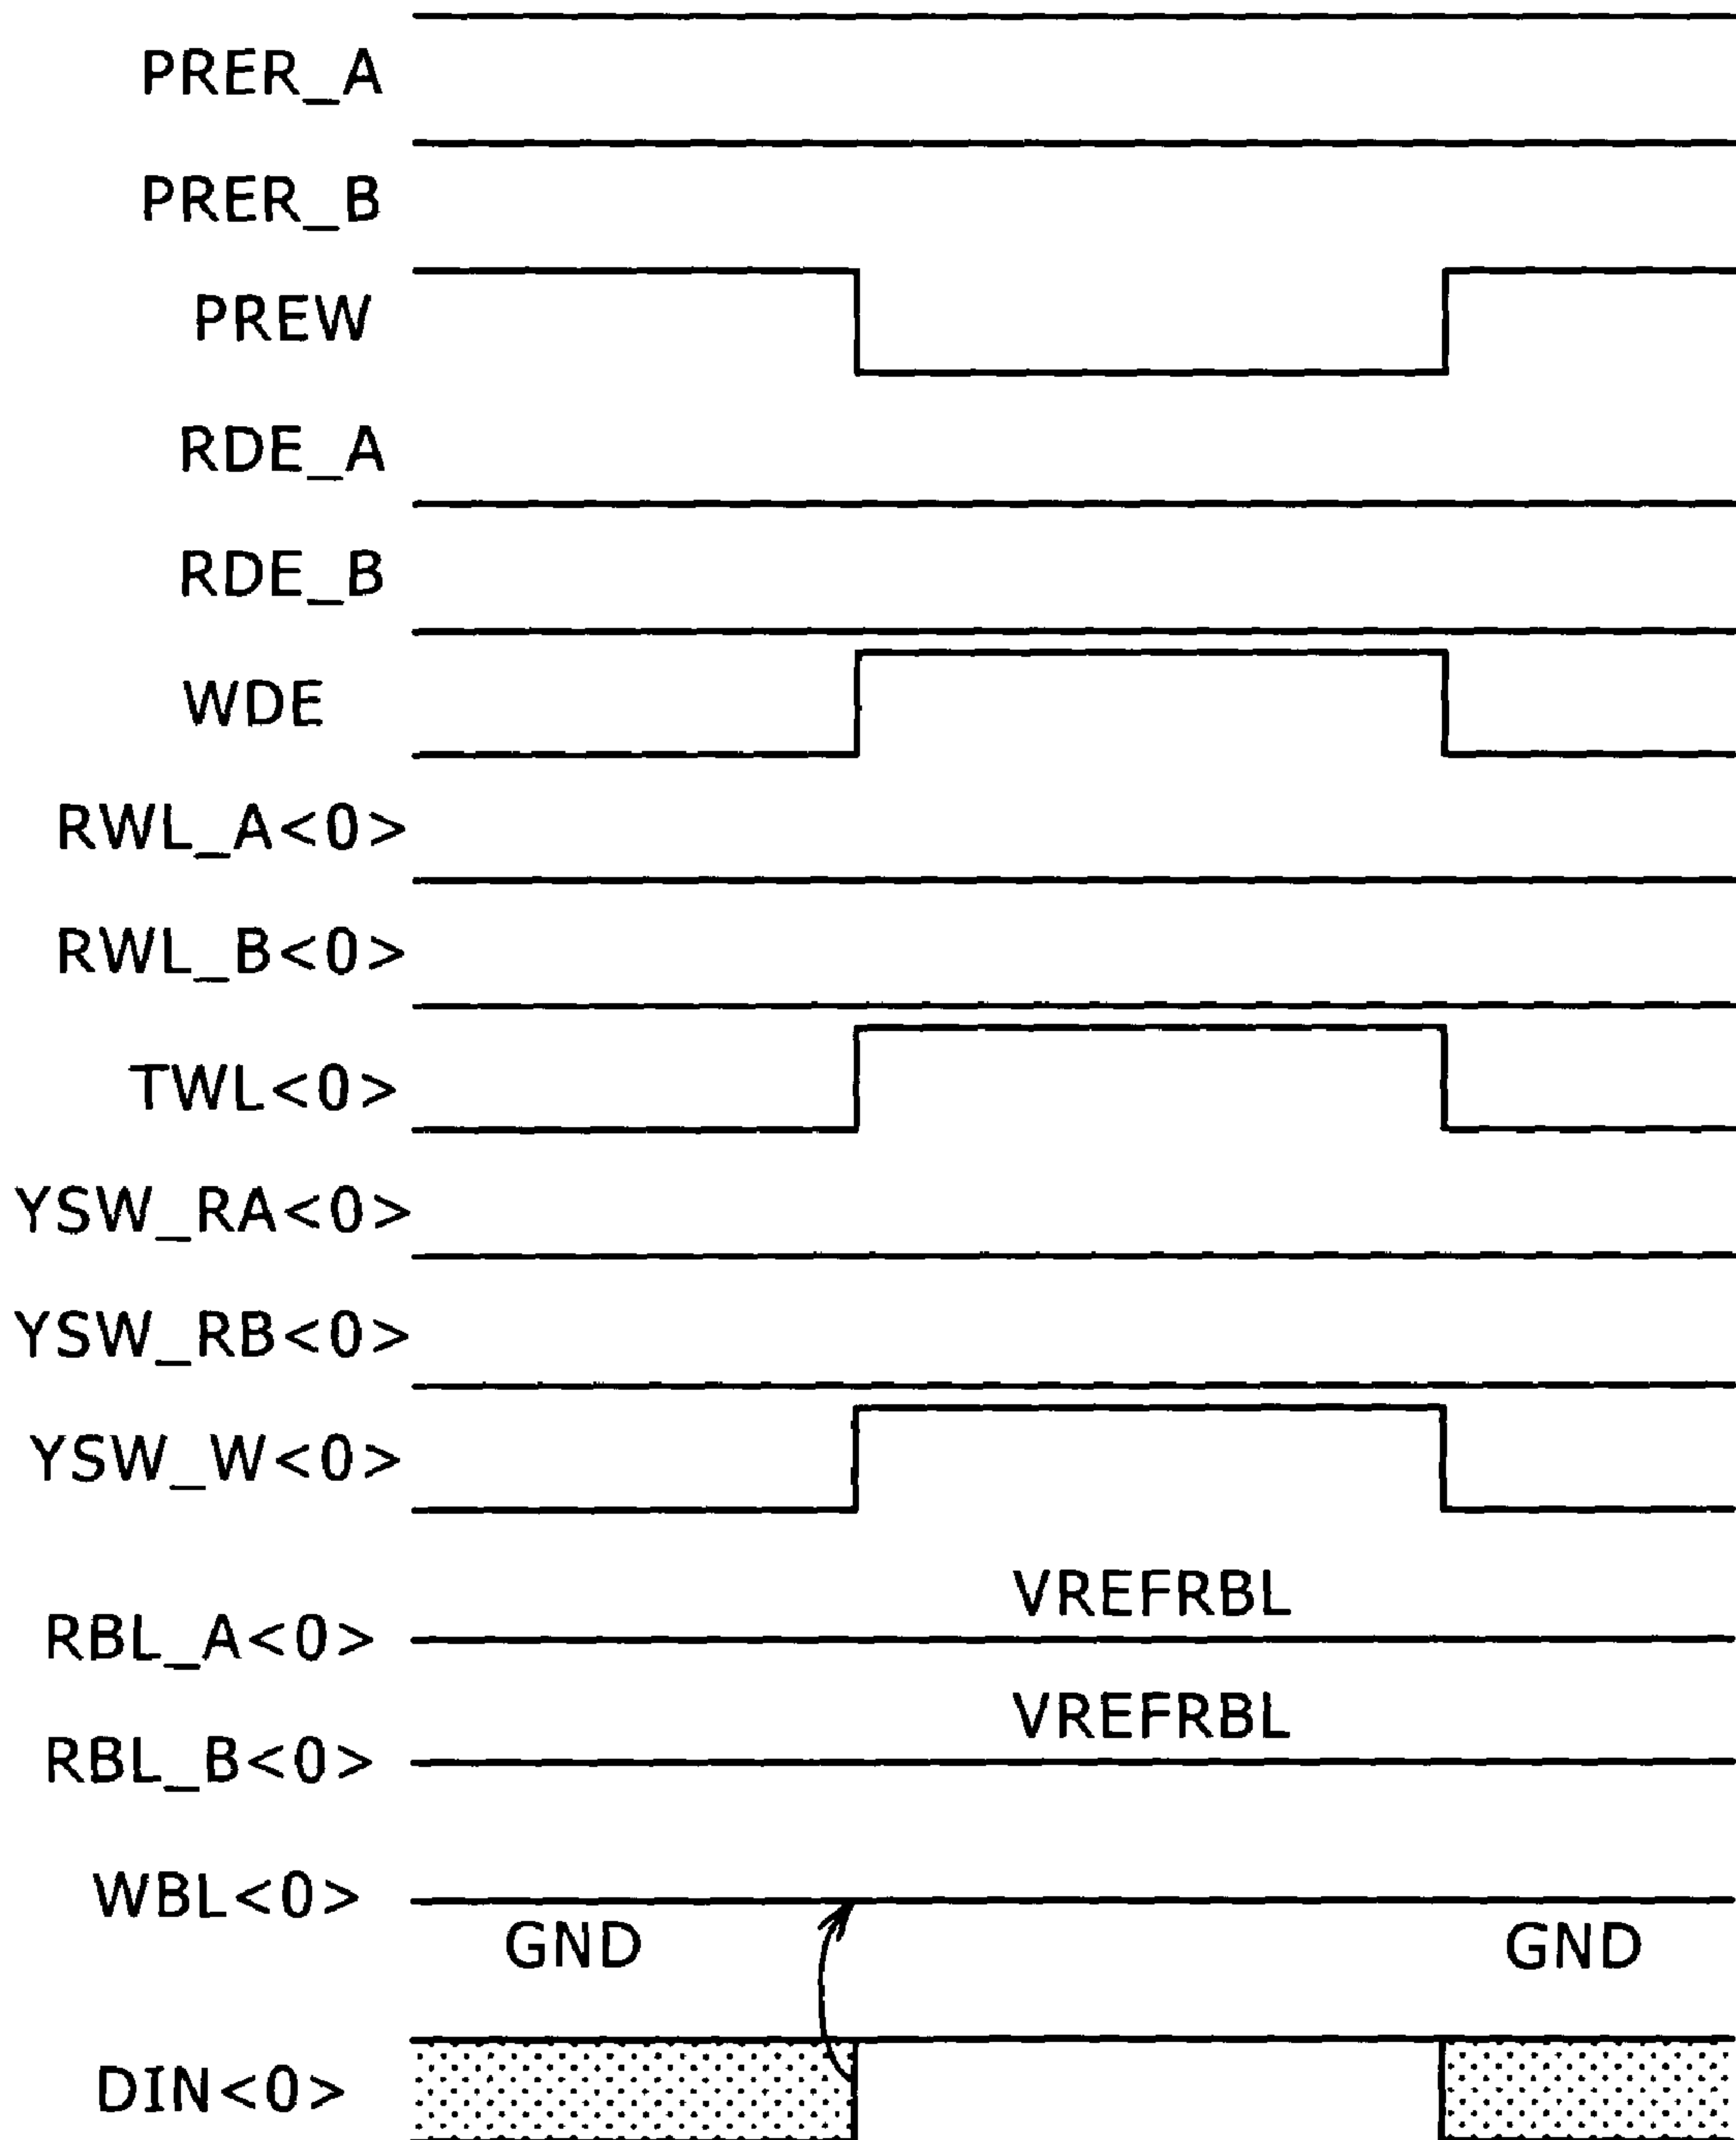 PRER_A
PRER_B
PREW
RDE_A
RDE_B
WDE
RWL_A<0>
RWL_B<0>
TWL<0>
YSW_RA<0>
YSW_RB<0>
YSW_W<0>
VREFRBL
RBL_A<0>
VREFRBL
RBL_B<0>
WBL<0>
GND GND
DIN<0>